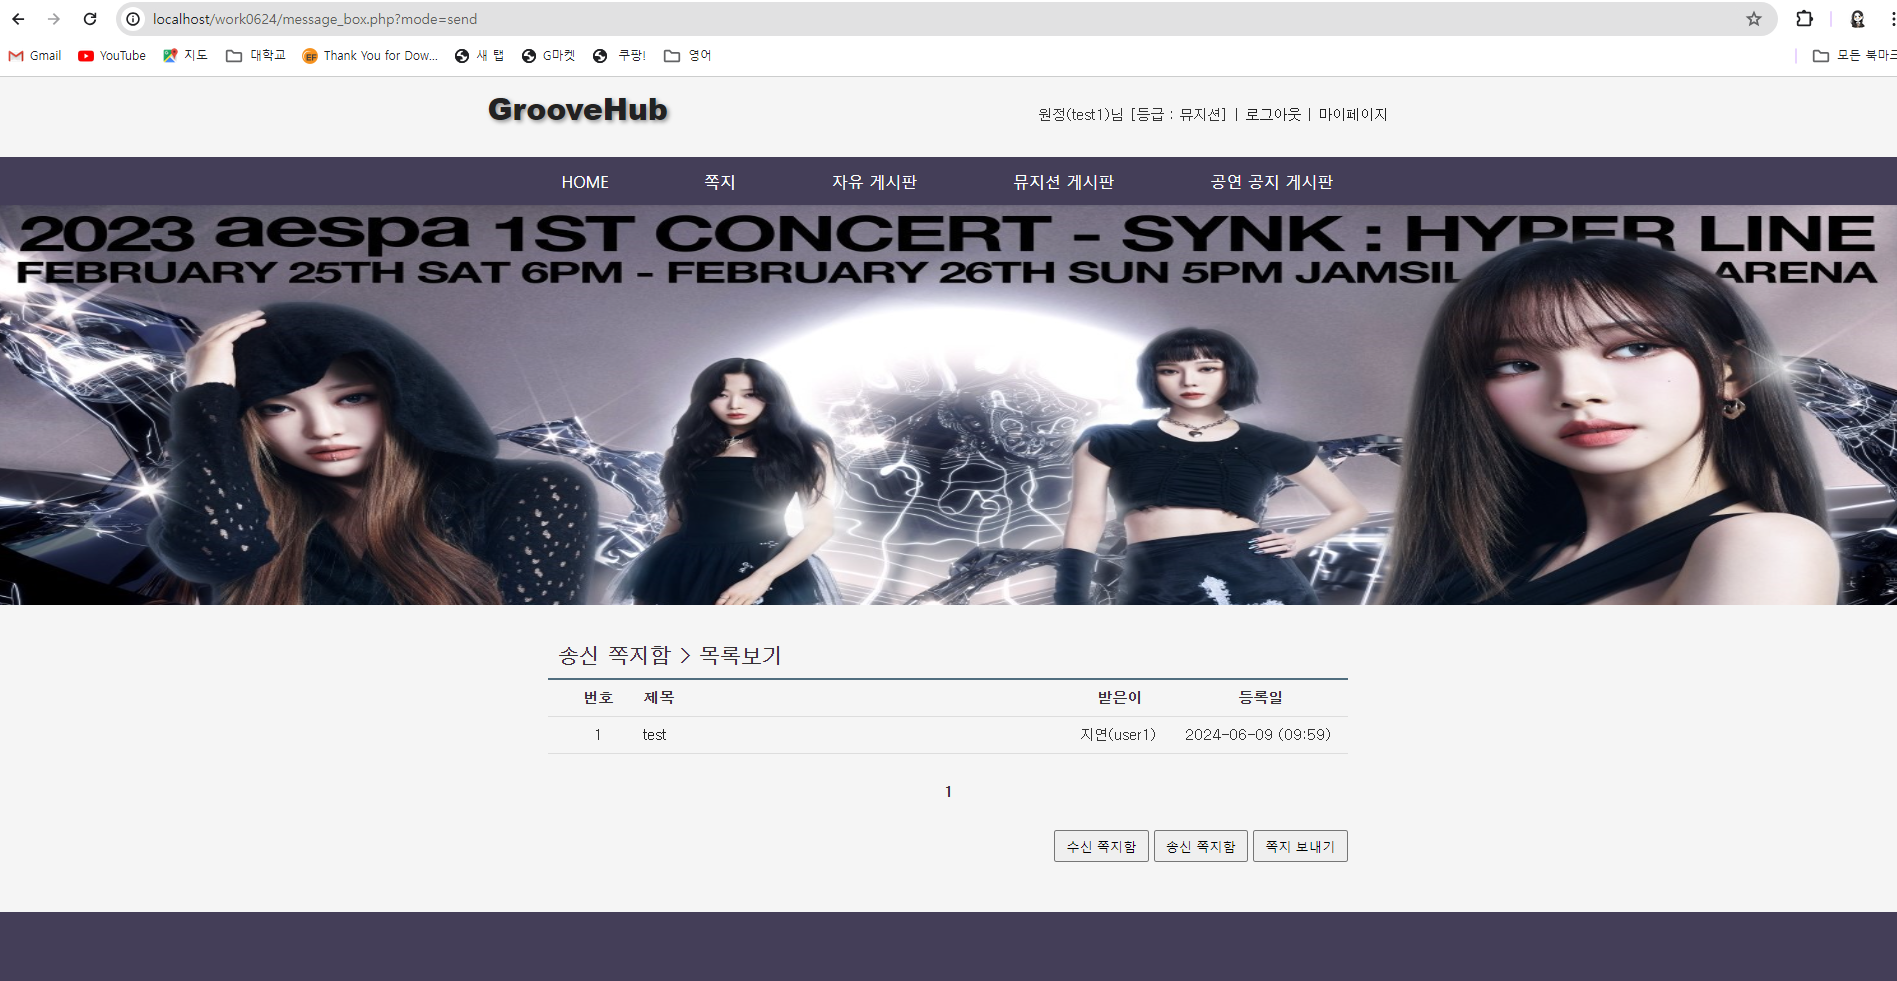 localhost/work0624/message_box.php?mode=send
Gmail YouTube 지도 대학교 Thank You for Dow... 새 탭 G마켓 쿠팡! 영어 모든 북마크
GrooveHub
원정(test1)님 [등급 : 뮤지션] | 로그아웃 | 마이페이지
HOME 쪽지 자유 게시판 뮤지션 게시판 공연 공지 게시판
2023 aespa 1ST CONCERT - SYNK : HYPER LINE
FEBRUARY 25TH SAT 6PM - FEBRUARY 26TH SUN 5PM JAMSIL ARENA
송신 쪽지함 > 목록보기
번호 제목 받은이 등록일
1 test 지연(user1) 2024-06-09 (09:59)
1
수신 쪽지함 송신 쪽지함 쪽지 보내기